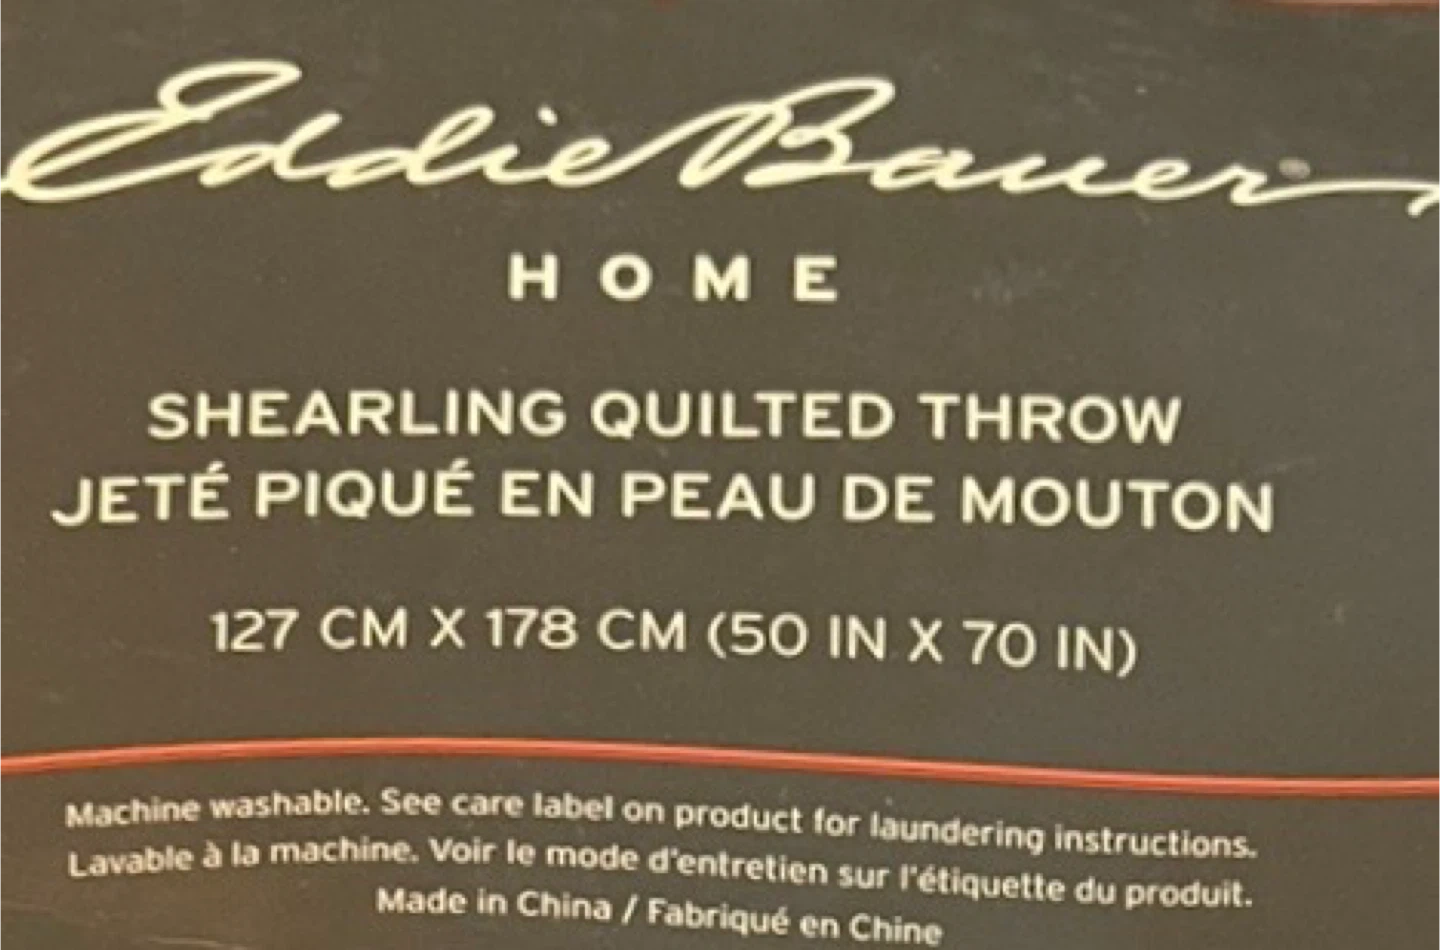 Eddie Bauer
HOME
SHEARLING QUILTED THROW
JETÉ PIQUÉ EN PEAU DE MOUTON
127 CM X 178 CM (50 IN X 70 IN)
Machine washable. See care label on product for laundering instructions.
Lavable à la machine. Voir le mode d'entretien sur l'étiquette du produit.
Made in China / Fabriqué en Chine